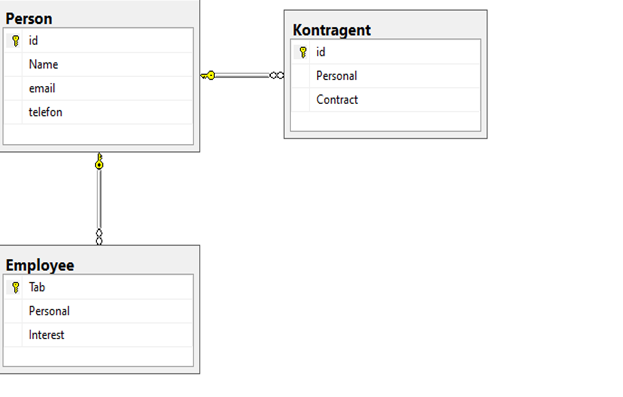 Person
id
Name
email
telefon
Kontragent
id
Personal
Contract
Employee
Tab
Personal
Interest